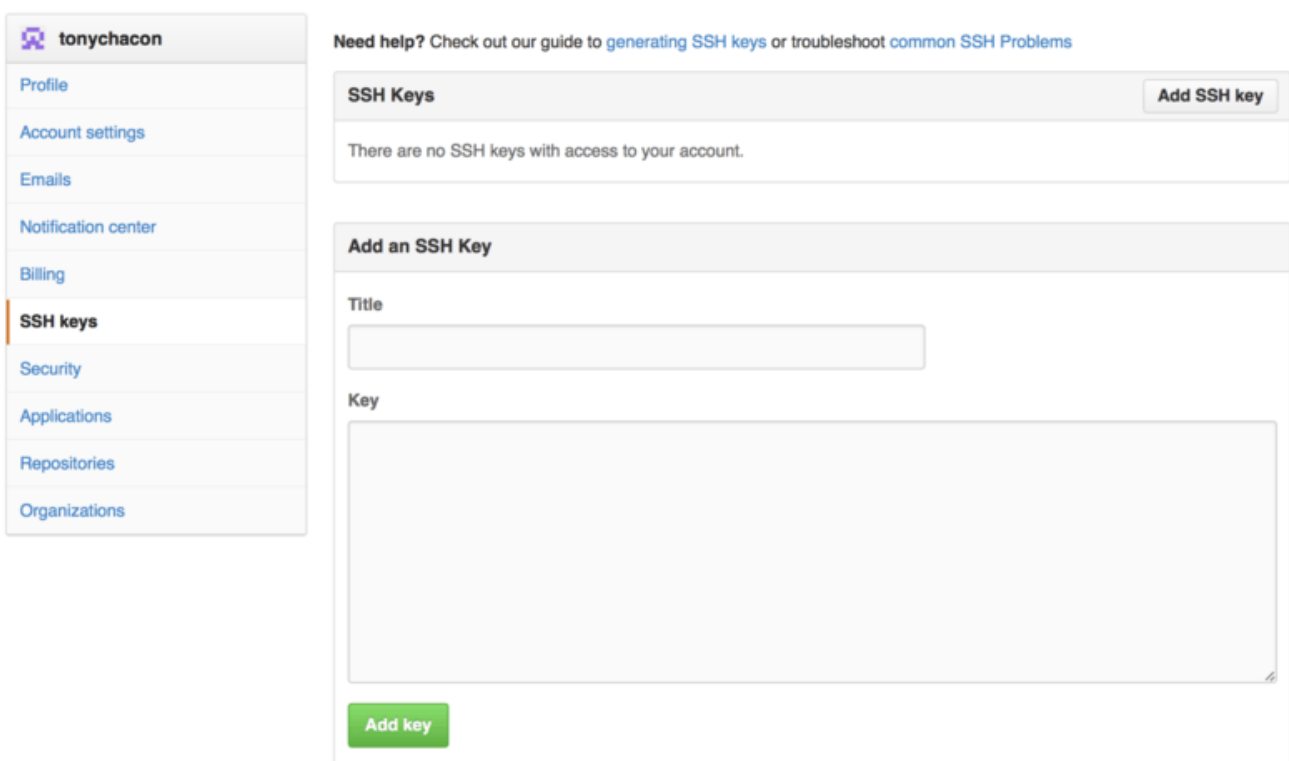 tonychacon
Profile
Account settings
Emails
Notification center
Billing
SSH keys
Security
Applications
Repositories
Organizations
Need help? Check out our guide to generating SSH keys or troubleshoot common SSH Problems
SSH Keys
Add SSH key
There are no SSH keys with access to your account.
Add an SSH Key
Title
Key
Add key